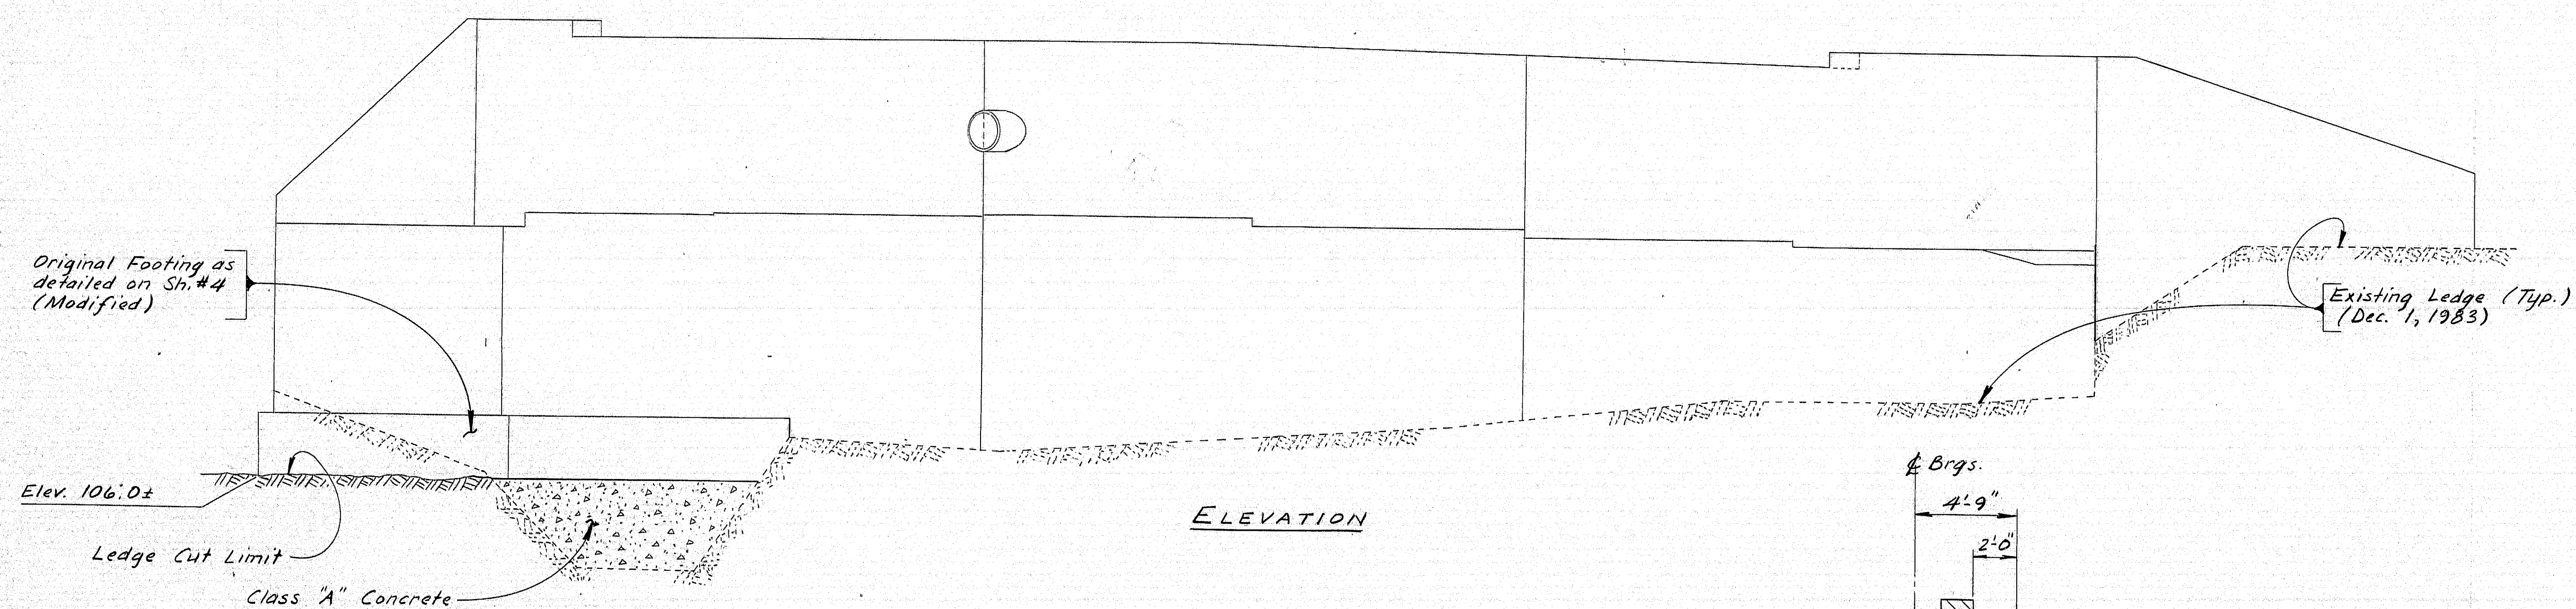 Original Footing as
detailed on Sh.#4
(Modified)
Existing Ledge (Typ.)
(Dec. 1, 1983)
Elev. 106.0±
Ledge Cut Limit
Class "A" Concrete
ELEVATION
℄ Brgs.
4'-9"
2'-0"